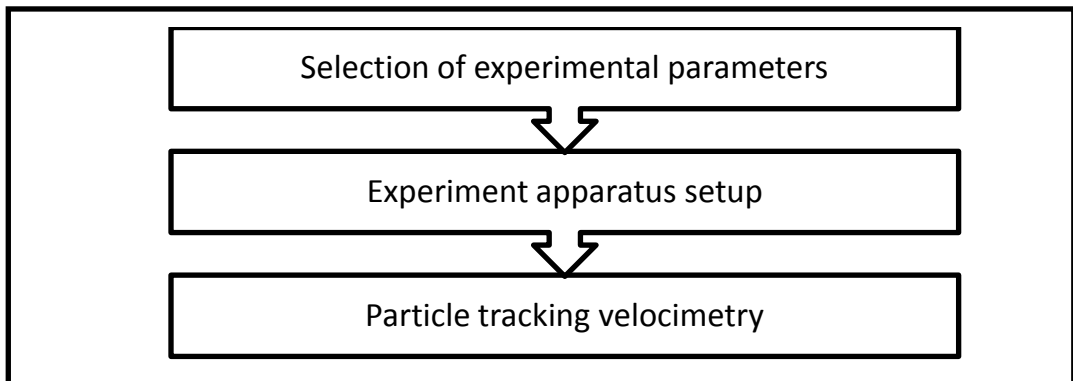 Selection of experimental parameters
Experiment apparatus setup
Particle tracking velocimetry